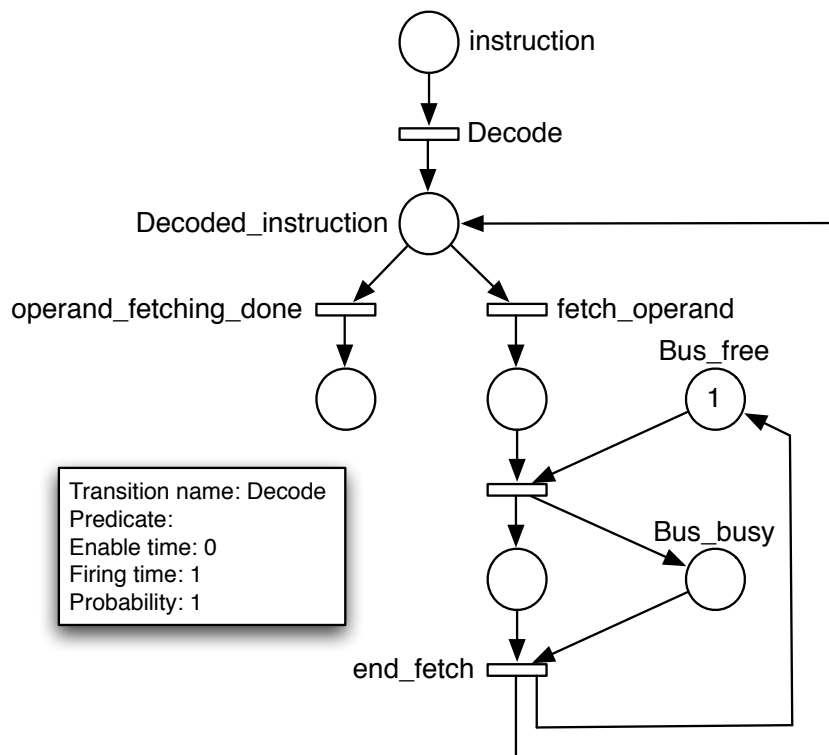 instruction
Decode
Decoded_instruction
operand_fetching_done
fetch_operand
Bus_free
1
Transition name: Decode
Predicate:
Enable time: 0
Firing time: 1
Probability: 1
Bus_busy
end_fetch